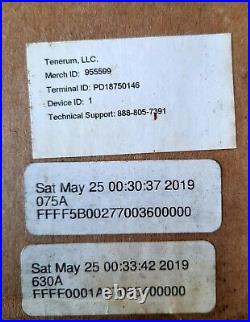 Tenerum, LLC.
Merch ID: 955599
Terminal ID: PD18750146
Device ID: 1
Technical Support: 888-805-7391
Sat May 25 00:30:37 2019
075A
FFFF5B00277003600000
Sat May 25 00:33:42 2019
630A